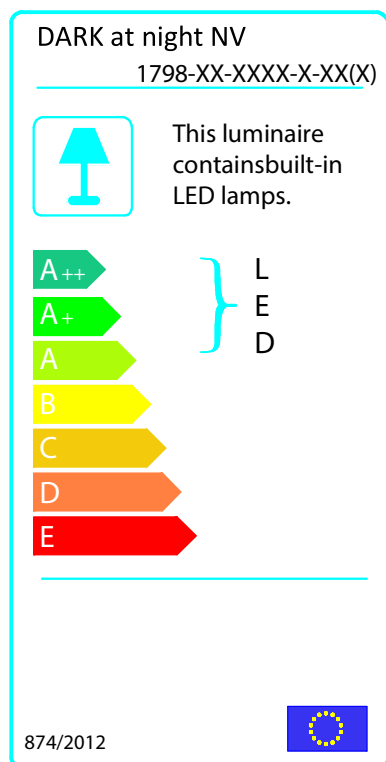 DARK at night NV
1798-XX-XXXX-X-XX(X)
This luminaire
containsbuilt-in
LED lamps.
A++
A+
A
B
C
D
E
L
E
D
874/2012